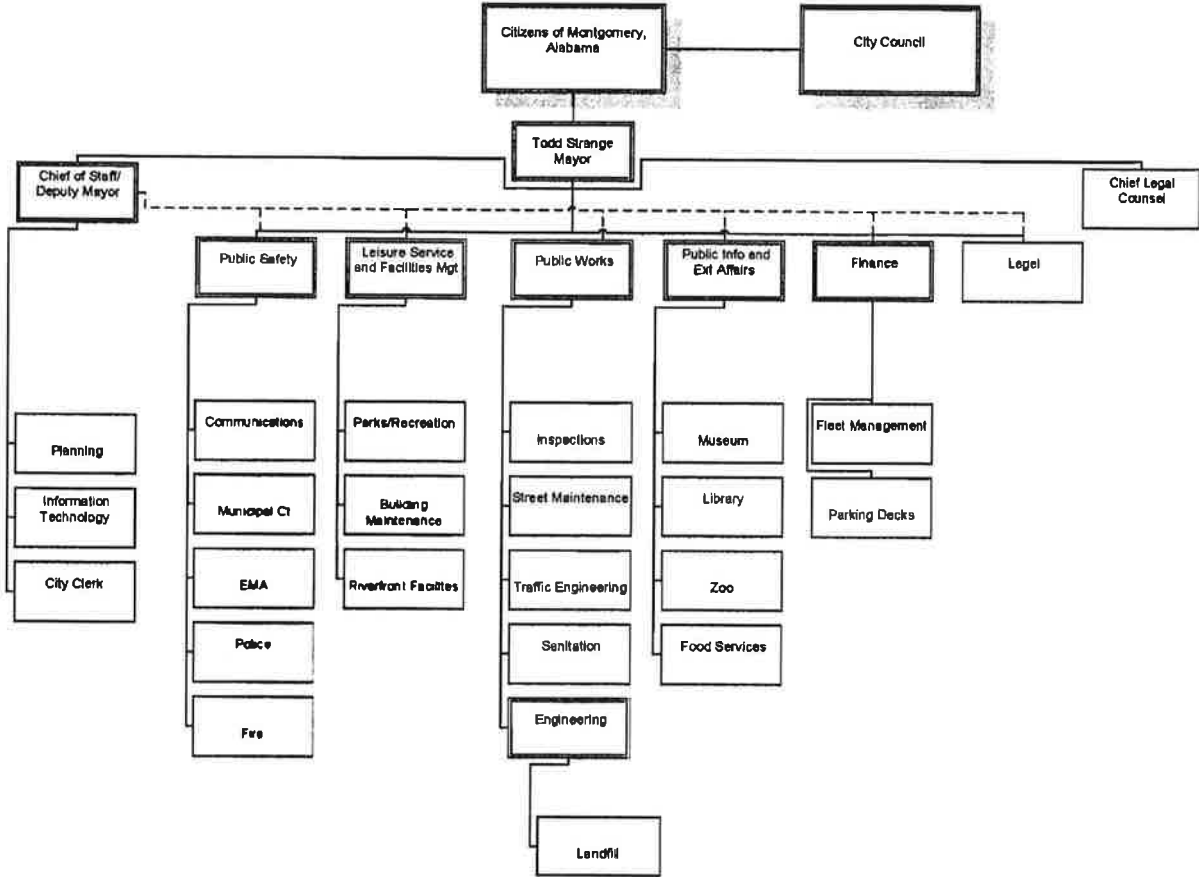 Citizens of Montgomery,
Alabama
City Council
Todd Strange
Mayor
Chief of Staff/
Deputy Mayor
Chief Legal
Counsel
Public Safety
Leisure Service
and Facilities Mgt
Public Works
Public Info and
Ext Affairs
Finance
Legal
Planning
Information
Technology
City Clerk
Communications
Municipal Ct
EMA
Police
Fire
Parks/Recreation
Building
Maintenance
Riverfront Facilites
Inspections
Street Maintenance
Traffic Engineering
Sanitation
Engineering
Landfill
Museum
Library
Zoo
Food Services
Fleet Management
Parking Decks